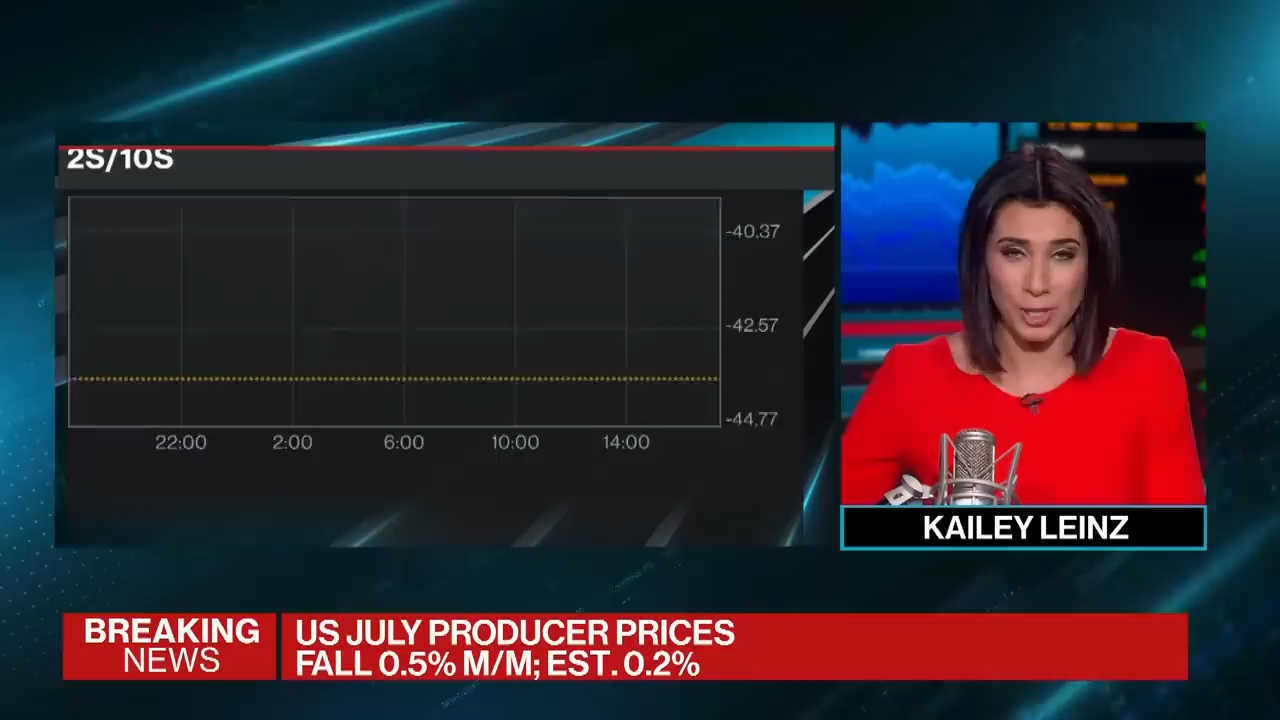 2S/10S
-40.37
-42.57
-44.77
22:00 2:00 6:00 10:00 14:00
KAILEY LEINZ
BREAKING
NEWS
US JULY PRODUCER PRICES
FALL 0.5% M/M; EST. 0.2%